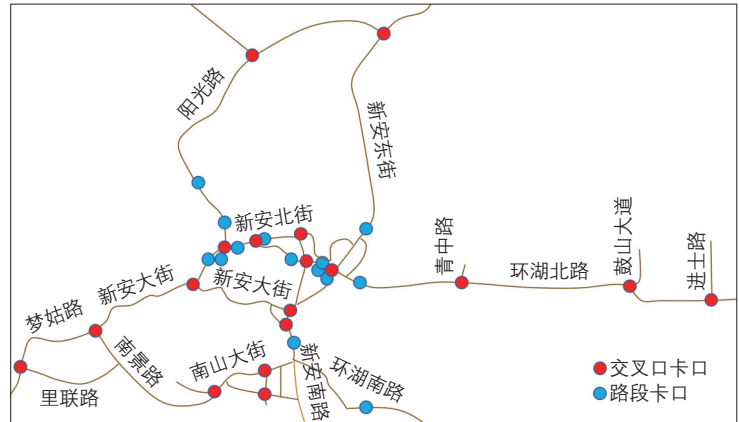 阳光路
新安东街
新安北街
青中路
鼓山大道
进士路
环湖北路
新安大街
新安大街
梦姑路
南景路
南山大街
新安南路
环湖南路
里联路
交叉口卡口
路段卡口